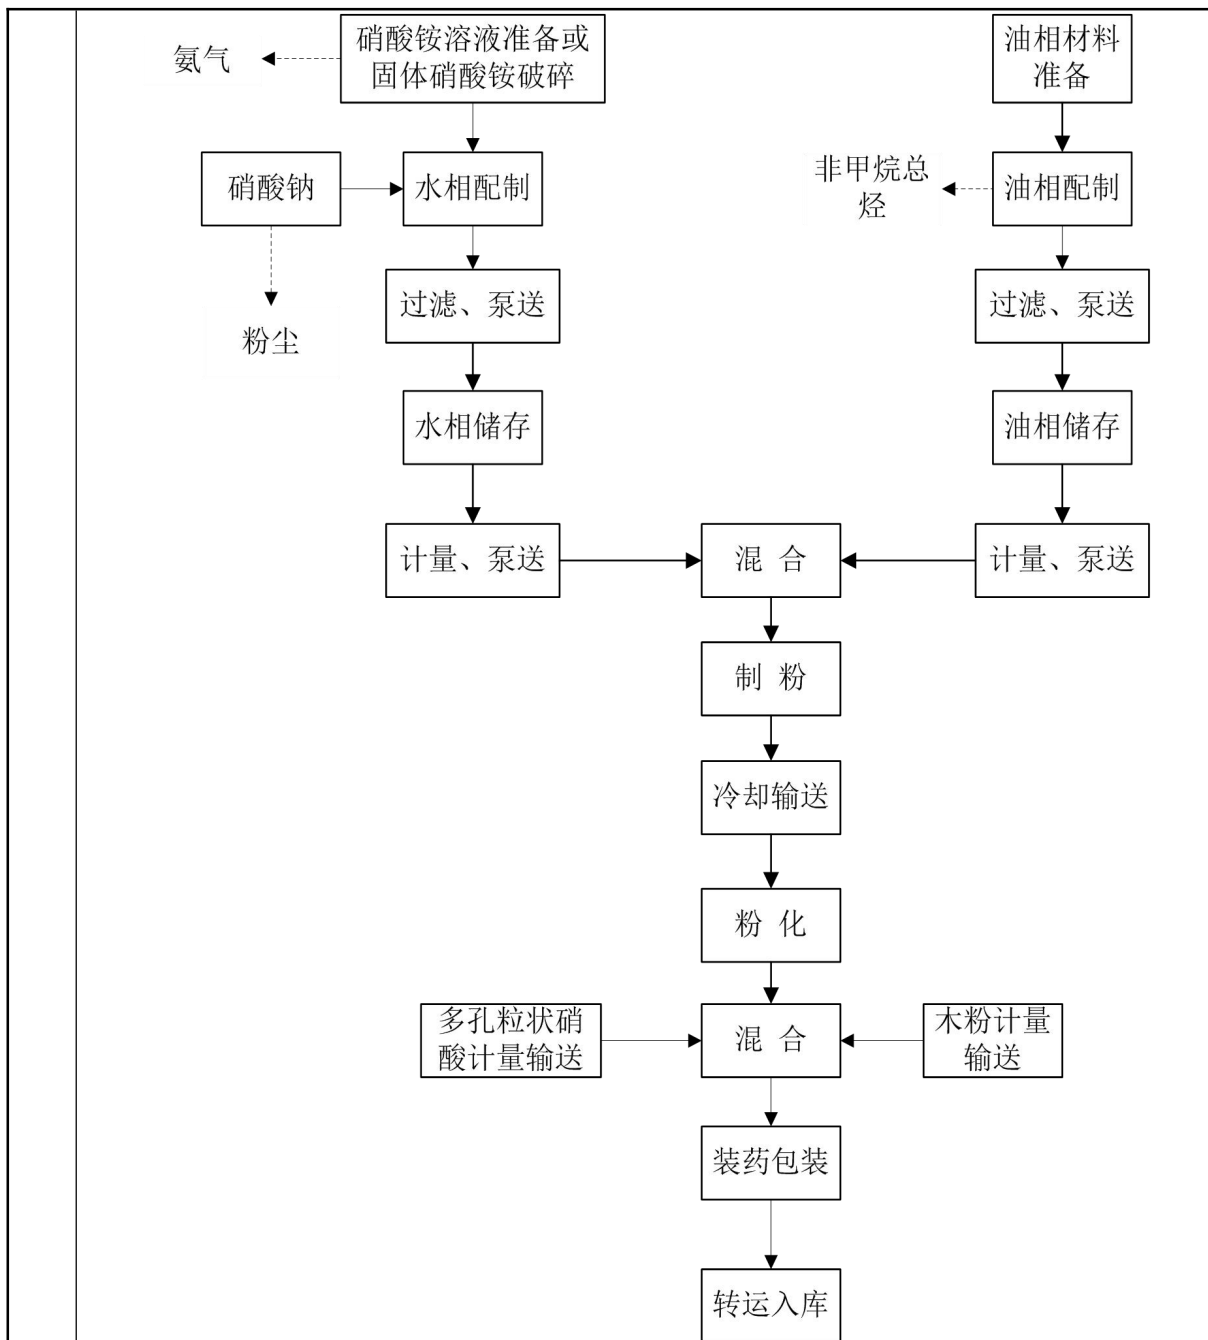 氨气
硝酸铵溶液准备或
固体硝酸铵破碎
油相材料
准备
硝酸钠
水相配制
非甲烷总
烃
油相配制
粉尘
过滤、泵送
过滤、泵送
水相储存
油相储存
计量、泵送
混 合
计量、泵送
制 粉
冷却输送
粉 化
多孔粒状硝
酸计量输送
混 合
木粉计量
输送
装药包装
转运入库